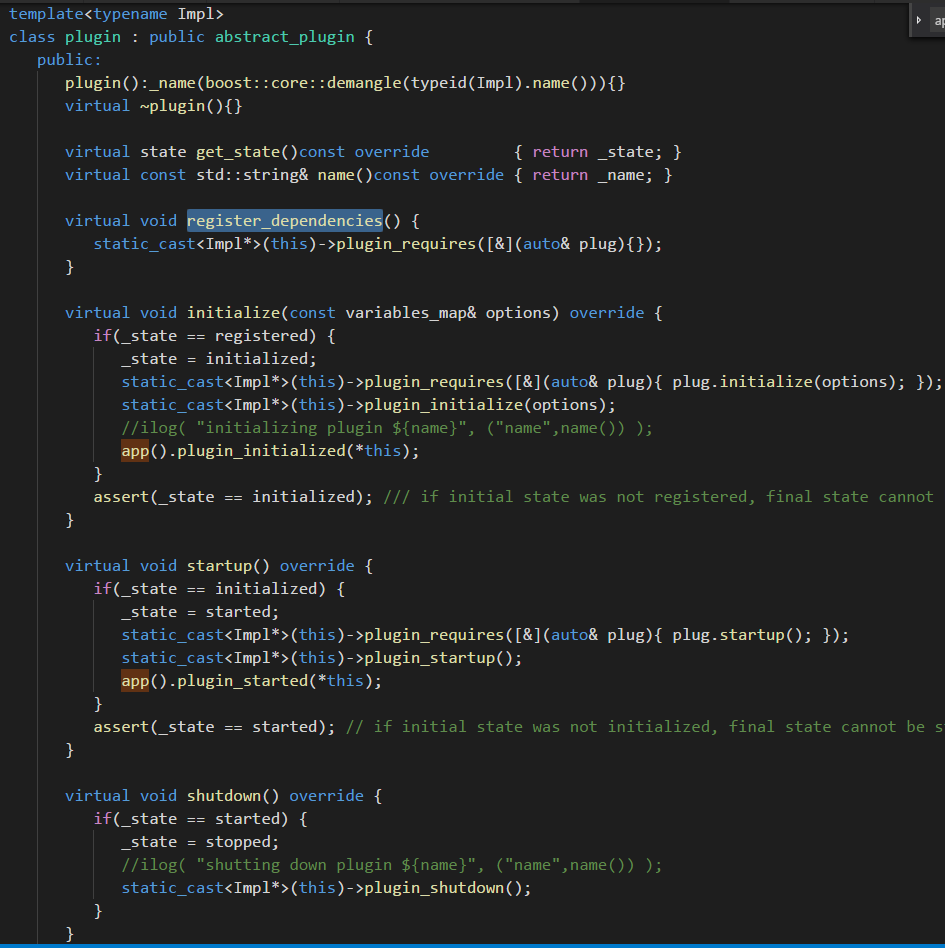 template<typename Impl>
class plugin : public abstract_plugin {
   public:
      plugin():_name(boost::core::demangle(typeid(Impl).name())){}
      virtual ~plugin(){}

      virtual state get_state()const override         { return _state; }
      virtual const std::string& name()const override { return _name; }

      virtual void register_dependencies() {
         static_cast<Impl*>(this)->plugin_requires([&](auto& plug){});
      }

      virtual void initialize(const variables_map& options) override {
         if(_state == registered) {
            _state = initialized;
            static_cast<Impl*>(this)->plugin_requires([&](auto& plug){ plug.initialize(options); });
            static_cast<Impl*>(this)->plugin_initialize(options);
            //ilog( "initializing plugin ${name}", ("name",name()) );
            app().plugin_initialized(*this);
         }
         assert(_state == initialized); /// if initial state was not registered, final state cannot
      }

      virtual void startup() override {
         if(_state == initialized) {
            _state = started;
            static_cast<Impl*>(this)->plugin_requires([&](auto& plug){ plug.startup(); });
            static_cast<Impl*>(this)->plugin_startup();
            app().plugin_started(*this);
         }
         assert(_state == started); // if initial state was not initialized, final state cannot be s
      }

      virtual void shutdown() override {
         if(_state == started) {
            _state = stopped;
            //ilog( "shutting down plugin ${name}", ("name",name()) );
            static_cast<Impl*>(this)->plugin_shutdown();
         }
      }
ap